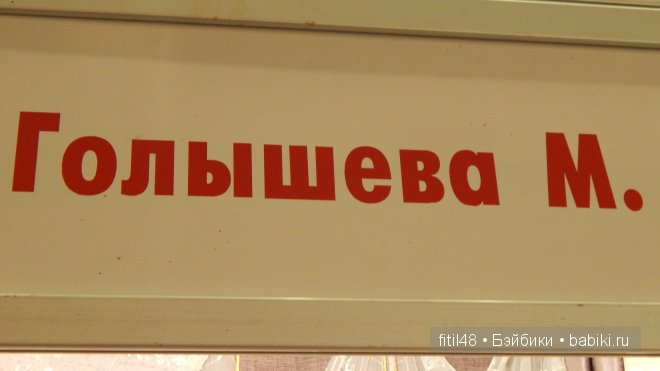 Голышева М.
fitil48 • Бэйбики • babiki.ru